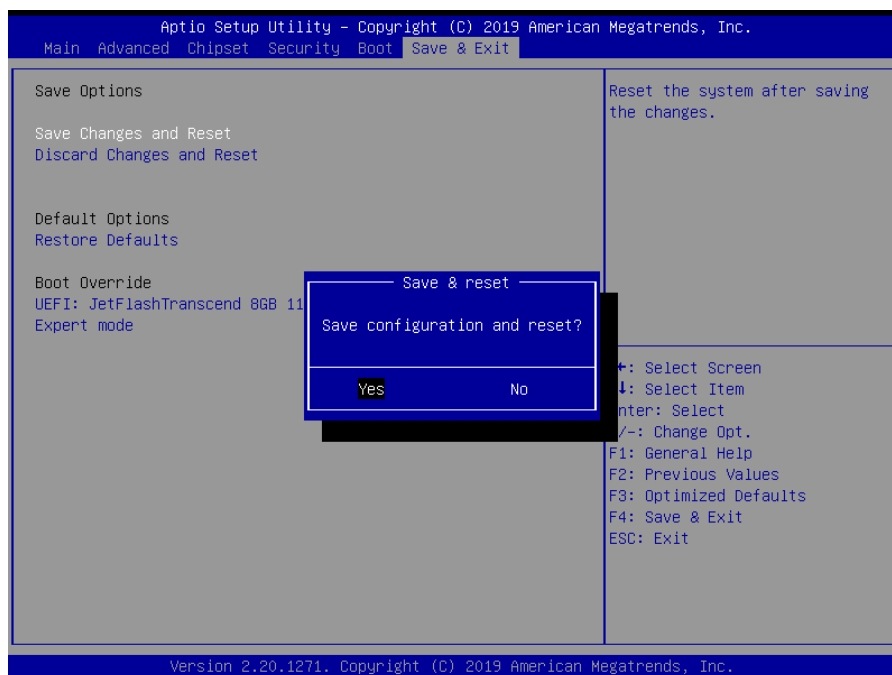 Aptio Setup Utility – Copyright (C) 2019 American Megatrends, Inc.
Main Advanced Chipset Security Boot Save & Exit
Save Options
Save Changes and Reset
Discard Changes and Reset
Default Options
Restore Defaults
Boot Override
UEFI: JetFlashTranscend 8GB 11
Expert mode
Save & reset
Save configuration and reset?
Yes No
Reset the system after saving
the changes.
←: Select Screen
↓: Select Item
nter: Select
/-: Change Opt.
F1: General Help
F2: Previous Values
F3: Optimized Defaults
F4: Save & Exit
ESC: Exit
Version 2.20.1271. Copyright (C) 2019 American Megatrends, Inc.